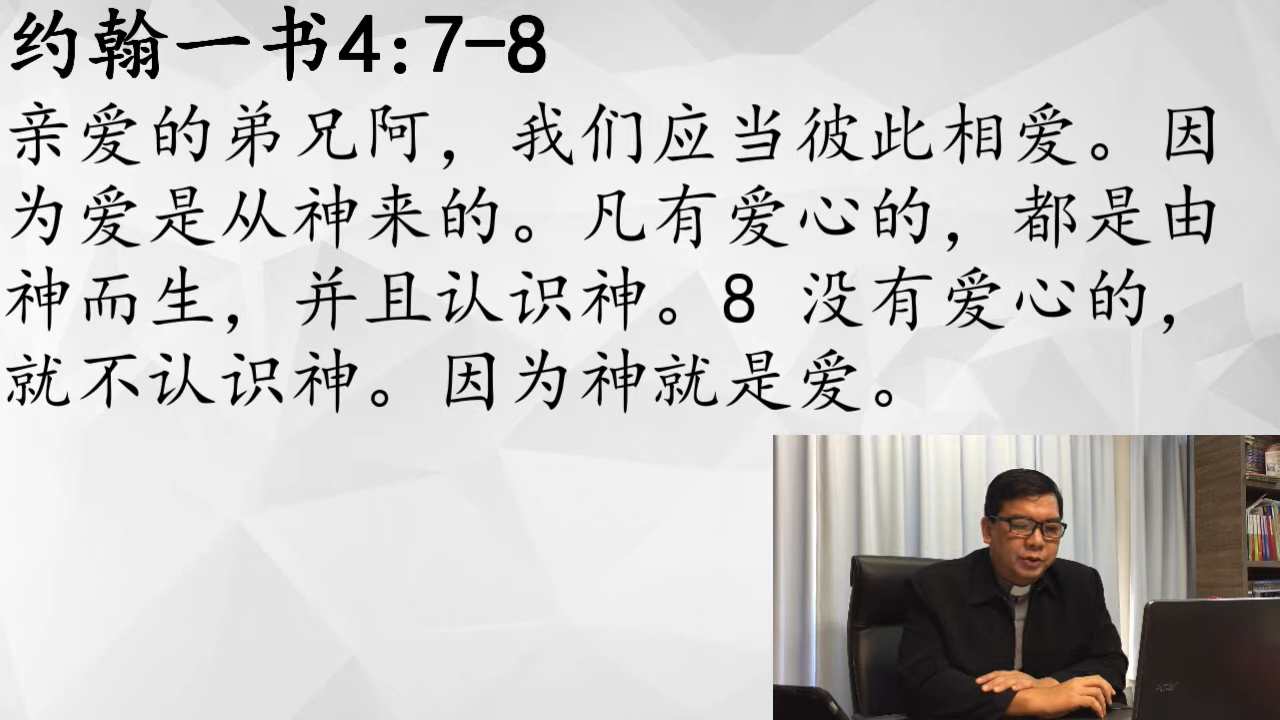 约翰一书4:7-8
亲爱的弟兄阿，我们应当彼此相爱。因
为爱是从神来的。凡有爱心的，都是由
神而生，并且认识神。8 没有爱心的，
就不认识神。因为神就是爱。
acer